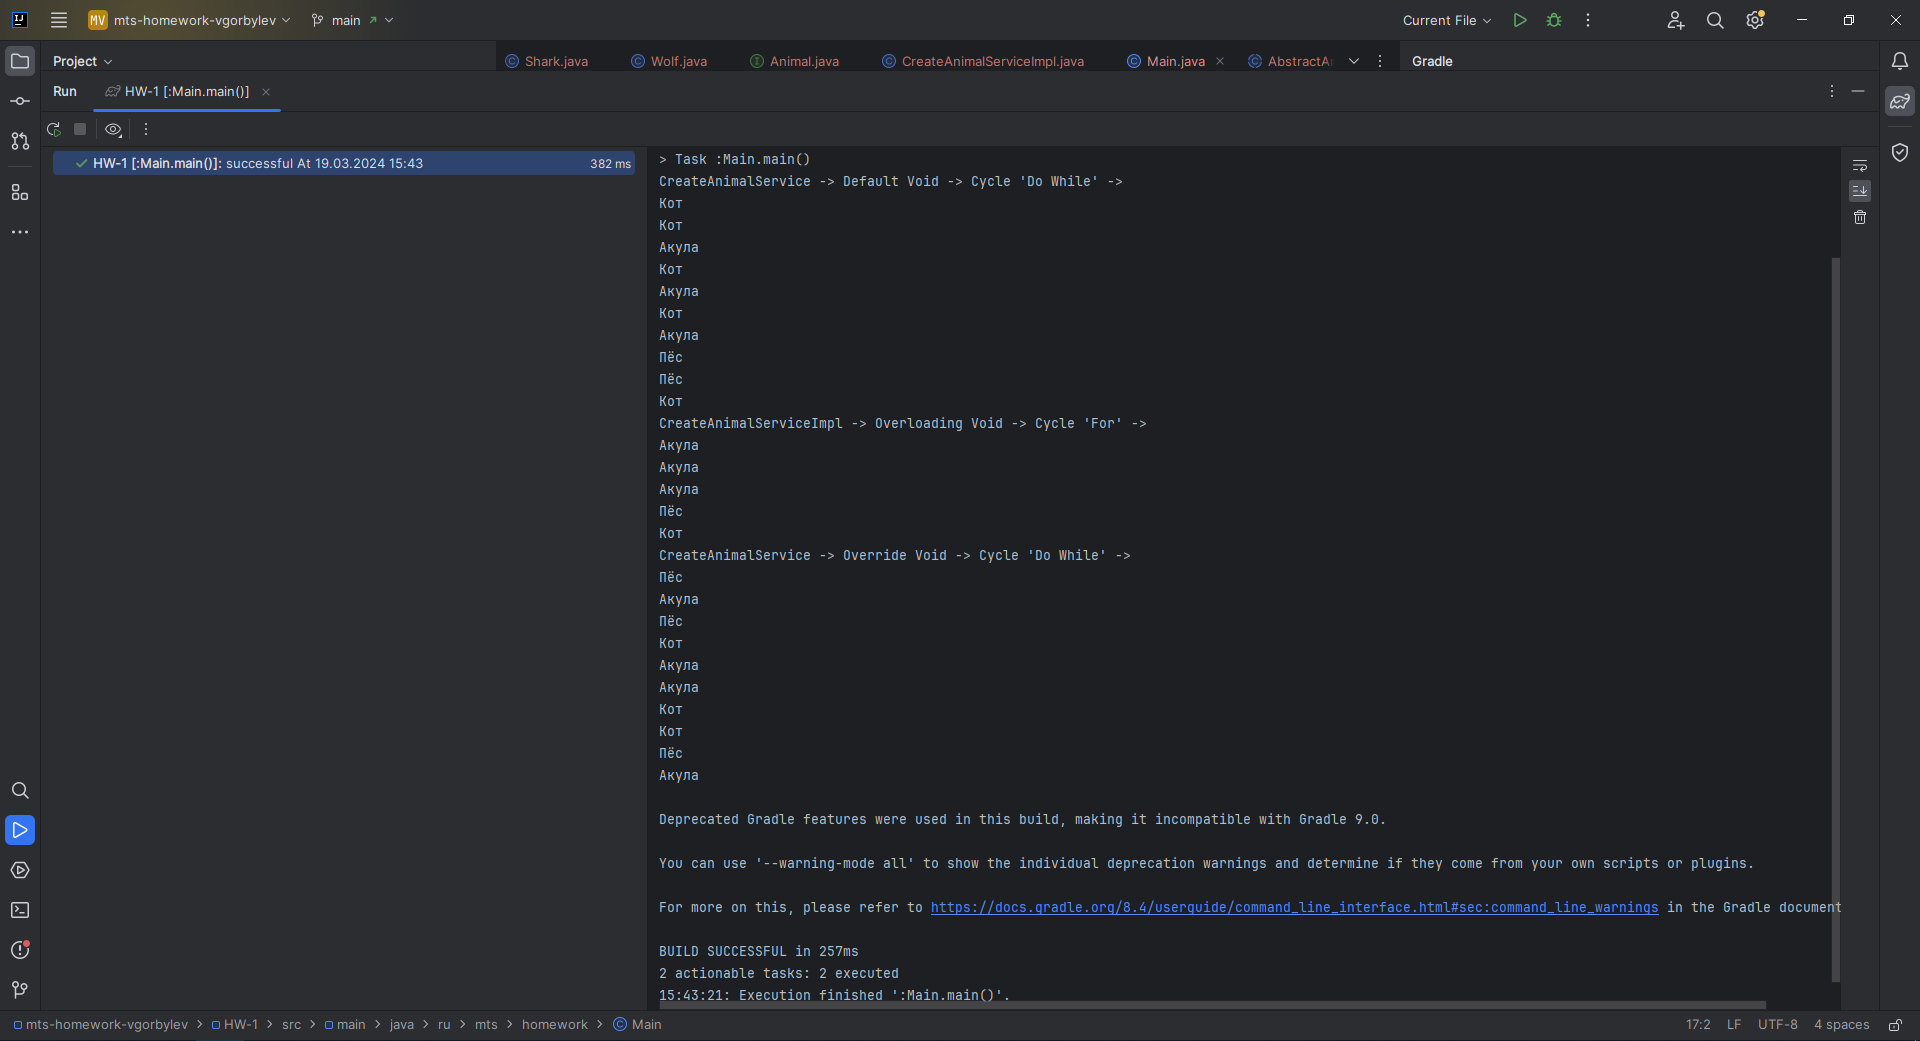 MV mts-homework-vgorbylev main Current File
Project Shark.java Wolf.java Animal.java CreateAnimalServiceImpl.java Main.java AbstractA Gradle
Run HW-1 [:Main.main()]
HW-1 [:Main.main()]: successful At 19.03.2024 15:43 382 ms
> Task :Main.main()
CreateAnimalService -> Default Void -> Cycle 'Do While' ->
Кот
Кот
Акула
Кот
Акула
Кот
Акула
Пёс
Пёс
Кот
CreateAnimalServiceImpl -> Overloading Void -> Cycle 'For' ->
Акула
Акула
Акула
Пёс
Кот
CreateAnimalService -> Override Void -> Cycle 'Do While' ->
Пёс
Акула
Пёс
Кот
Акула
Акула
Кот
Кот
Пёс
Акула
Deprecated Gradle features were used in this build, making it incompatible with Gradle 9.0.
You can use '--warning-mode all' to show the individual deprecation warnings and determine if they come from your own scripts or plugins.
For more on this, please refer to https://docs.gradle.org/8.4/userguide/command_line_interface.html#sec:command_line_warnings in the Gradle document
BUILD SUCCESSFUL in 257ms
2 actionable tasks: 2 executed
15:43:21: Execution finished ':Main.main()'.
mts-homework-vgorbylev > HW-1 > src > main > java > ru > mts > homework > Main 17:2 LF UTF-8 4 spaces